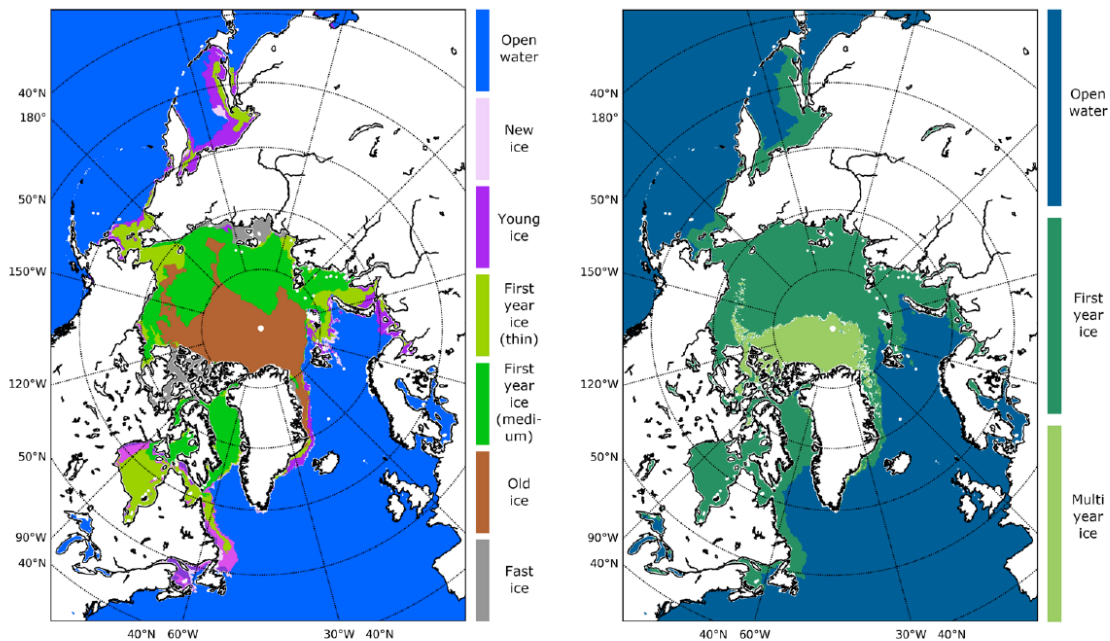 Open
water
New
ice
Young
ice
First
year
ice
(thin)
First
year
ice
(medi-
um)
Old
ice
Fast
ice
40°N
180°
50°N
150°W
120°W
50°N
90°W
40°N
40°N 60°W 30°W 40°N
Open
water
First
year
ice
Multi
year
ice
40°N
180°
50°N
150°W
120°W
50°N
90°W
40°N
40°N 60°W 30°W 40°N